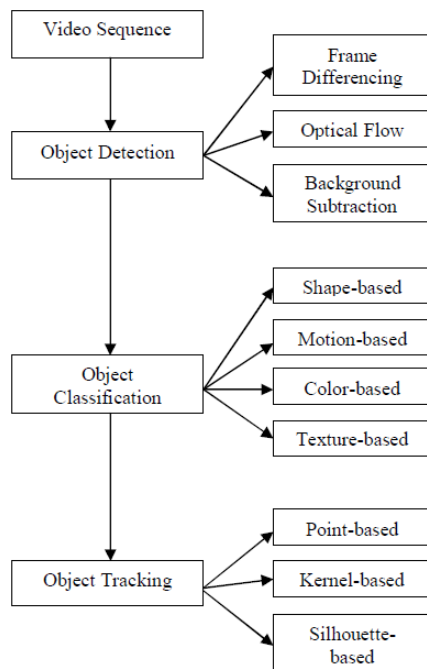 Video Sequence
Frame
Differencing
Optical Flow
Object Detection
Background
Subtraction
Shape-based
Motion-based
Object
Classification
Color-based
Texture-based
Point-based
Object Tracking
Kernel-based
Silhouette-
based